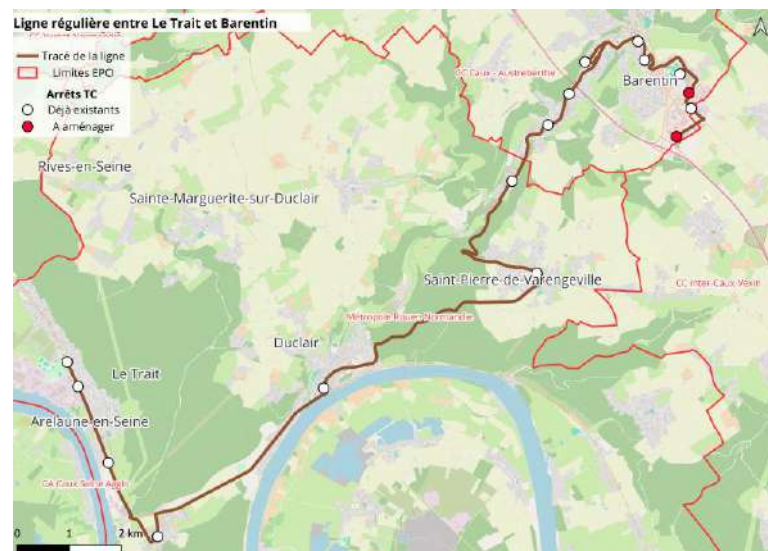 Ligne régulière entre Le Trait et Barentin
Tracé de la ligne
Limites EPCI
Arrêts TC
Déjà existants
A aménager
CC Caux - Austreberthe
Barentin
Rives-en-Seine
Sainte-Marguerite-sur-Duclair
Saint-Pierre-de-Varengeville
CC Inter-Caux-Vexin
Métropole Rouen Normandie
Duclair
Le Trait
Arelaune-en-Seine
CA Caux Seine Agglo
0 1 2 km